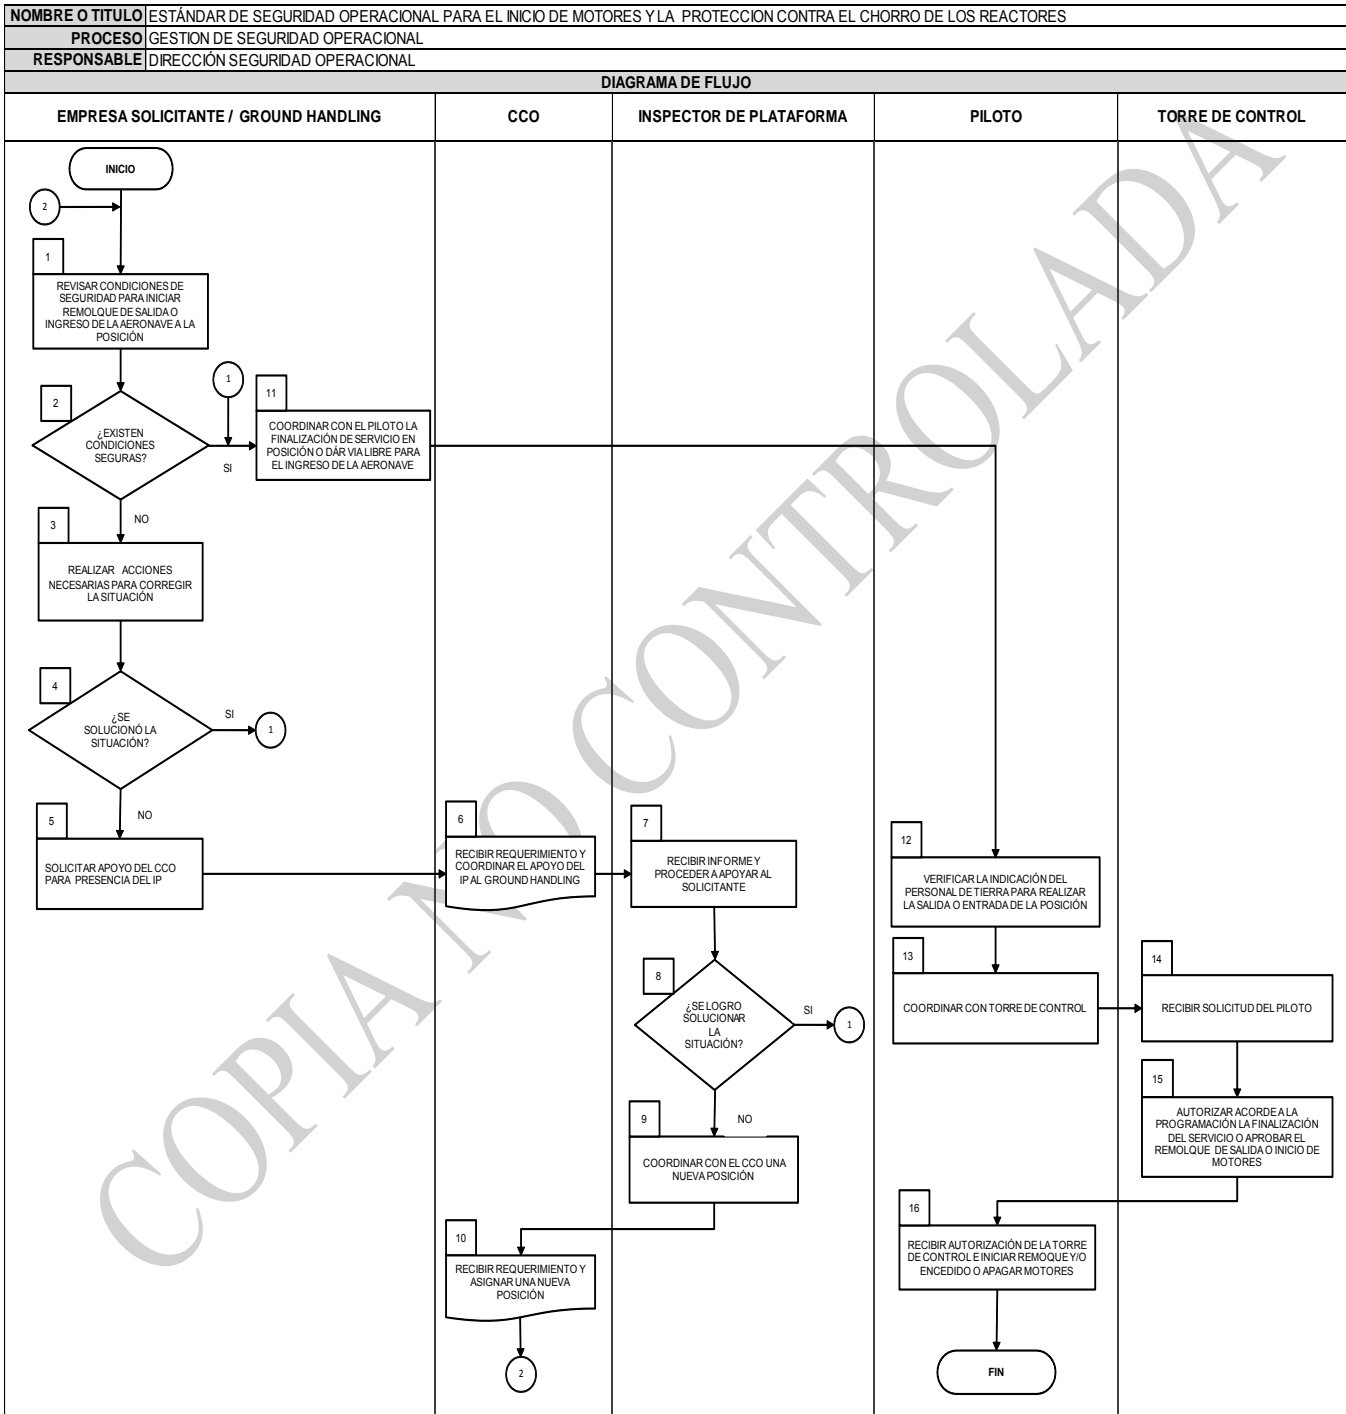 NOMBRE O TITULO ESTÁNDAR DE SEGURIDAD OPERACIONAL PARA EL INICIO DE MOTORES Y LA PROTECCION CONTRA EL CHORRO DE LOS REACTORES
PROCESO GESTION DE SEGURIDAD OPERACIONAL
RESPONSABLE DIRECCIÓN SEGURIDAD OPERACIONAL
DIAGRAMA DE FLUJO
EMPRESA SOLICITANTE / GROUND HANDLING
CCO
INSPECTOR DE PLATAFORMA
PILOTO
TORRE DE CONTROL
INICIO
2
1
REVISAR CONDICIONES DE
SEGURIDAD PARA INICIAR
REMOLQUE DE SALIDA O
INGRESO DE LA AERONAVE A LA
POSICIÓN
2
¿EXISTEN
CONDICIONES
SEGURAS?
SI
1
11
COORDINAR CON EL PILOTO LA
FINALIZACIÓN DE SERVICIO EN
POSICIÓN O DÁR VIA LIBRE PARA
EL INGRESO DE LA AERONAVE
NO
3
REALIZAR ACCIONES
NECESARIAS PARA CORREGIR
LA SITUACIÓN
4
¿SE
SOLUCIONÓ LA
SITUACIÓN?
SI
1
NO
5
SOLICITAR APOYO DEL CCO
PARA PRESENCIA DEL IP
6
RECIBIR REQUERIMIENTO Y
COORDINAR EL APOYO DEL
IP AL GROUND HANDLING
7
RECIBIR INFORME Y
PROCEDER A APOYAR AL
SOLICITANTE
8
¿SE LOGRO
SOLUCIONAR
LA
SITUACIÓN?
SI
1
NO
9
COORDINAR CON EL CCO UNA
NUEVA POSICIÓN
10
RECIBIR REQUERIMIENTO Y
ASIGNAR UNA NUEVA
POSICIÓN
2
12
VERIFICAR LA INDICACIÓN DEL
PERSONAL DE TIERRA PARA REALIZAR
LA SALIDA O ENTRADA DE LA POSICIÓN
13
COORDINAR CON TORRE DE CONTROL
14
RECIBIR SOLICITUD DEL PILOTO
15
AUTORIZAR ACORDE A LA
PROGRAMACIÓN LA FINALIZACIÓN
DEL SERVICIO O APROBAR EL
REMOLQUE DE SALIDA O INICIO DE
MOTORES
16
RECIBIR AUTORIZACIÓN DE LA TORRE
DE CONTROL E INICIAR REMOQUE Y/O
ENCEDIDO O APAGAR MOTORES
FIN
COPIA NO CONTROLADA